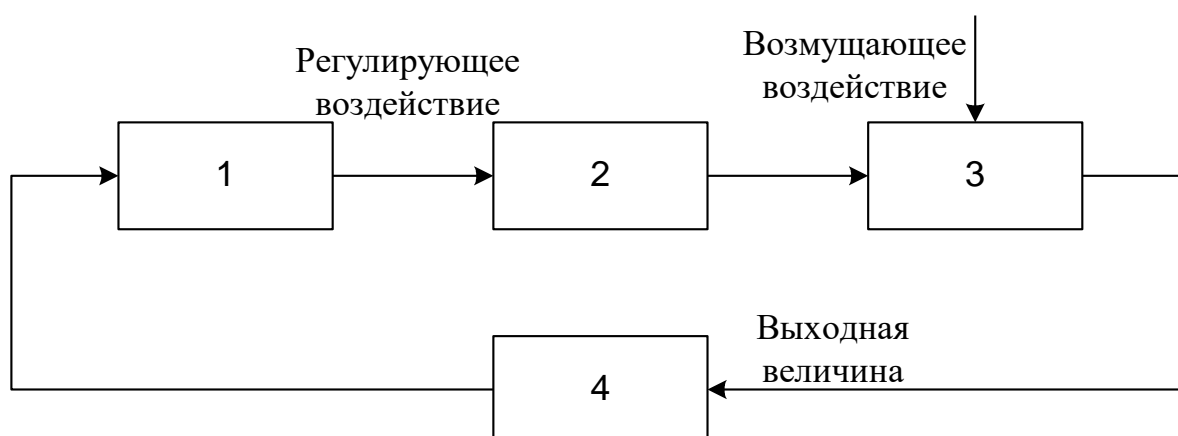 Возмущающее
воздействие
Регулирующее
воздействие
1
2
3
Выходная
величина
4